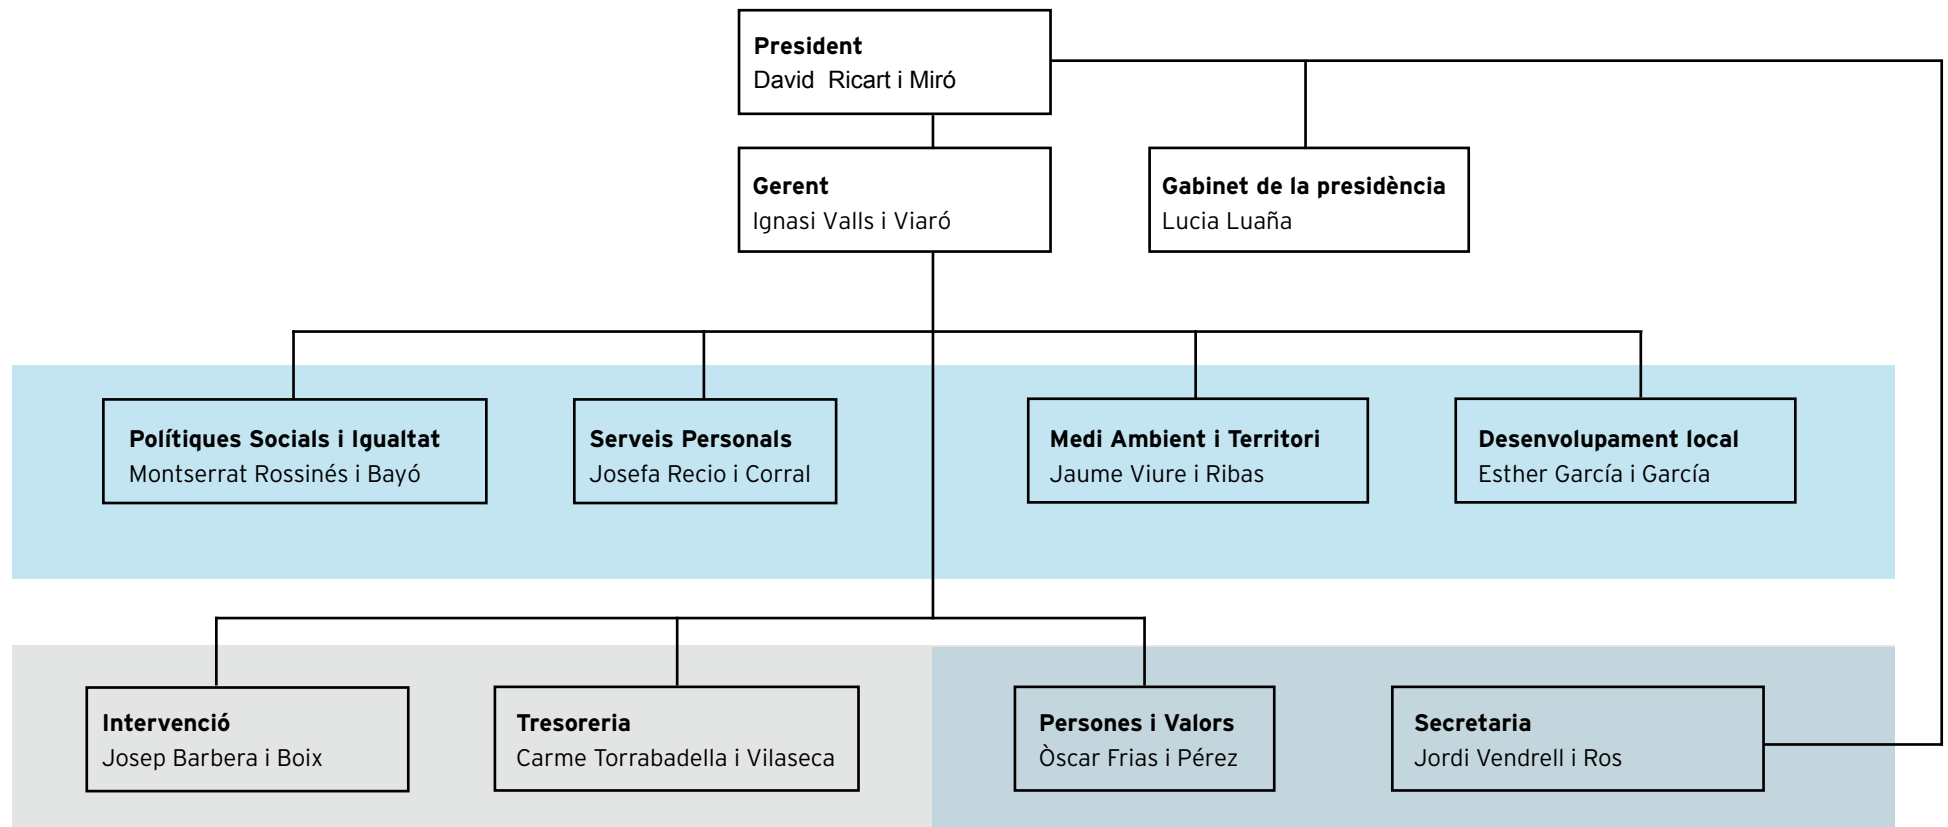 President
David Ricart i Miró
Gerent
Ignasi Valls i Viaró
Gabinet de la presidència
Lucia Luaña
Polítiques Socials i Igualtat
Montserrat Rossinés i Bayó
Serveis Personals
Josefa Recio i Corral
Medi Ambient i Territori
Jaume Viure i Ribas
Desenvolupament local
Esther García i García
Intervenció
Josep Barbera i Boix
Tresoreria
Carme Torrabadella i Vilaseca
Persones i Valors
Òscar Frias i Pérez
Secretaria
Jordi Vendrell i Ros